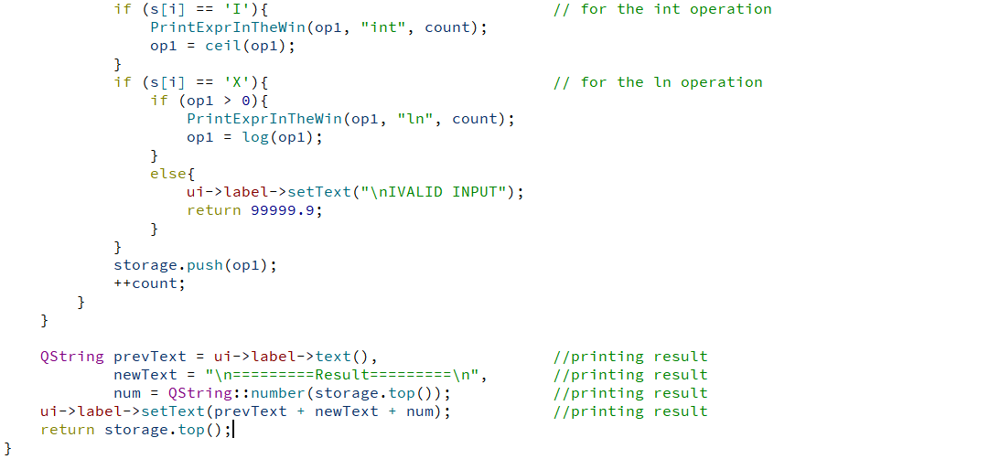 if (s[i] == 'I'){                               // for the int operation
                PrintExprInTheWin(op1, "int", count);
                op1 = ceil(op1);
            }
            if (s[i] == 'X'){                               // for the ln operation
                if (op1 > 0){
                    PrintExprInTheWin(op1, "ln", count);
                    op1 = log(op1);
                }
                else{
                    ui->label->setText("\nIVALID INPUT");
                    return 99999.9;
                }
            }
            storage.push(op1);
            ++count;
        }
    }

    QString prevText = ui->label->text(),                   //printing result
            newText = "\n=========Result=========\n",       //printing result
            num = QString::number(storage.top());           //printing result
    ui->label->setText(prevText + newText + num);           //printing result
    return storage.top();
}